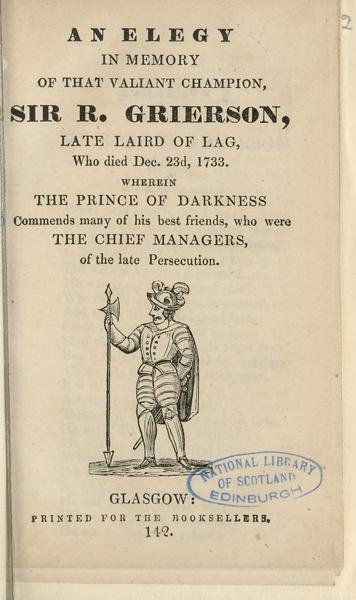 2
AN ELEGY
IN MEMORY
OF THAT VALIANT CHAMPION,
SIR R. GRIERSON,
LATE LAIRD OF LAG,
Who died Dec. 23d, 1733.
WHEREIN
THE PRINCE OF DARKNESS
Commends many of his best friends, who were
THE CHIEF MANAGERS,
of the late Persecution.
NATIONAL LIBRARY
OF SCOTLAND
EDINBURGH
GLASGOW:
PRINTED FOR THE BOOKSELLERS.
142.